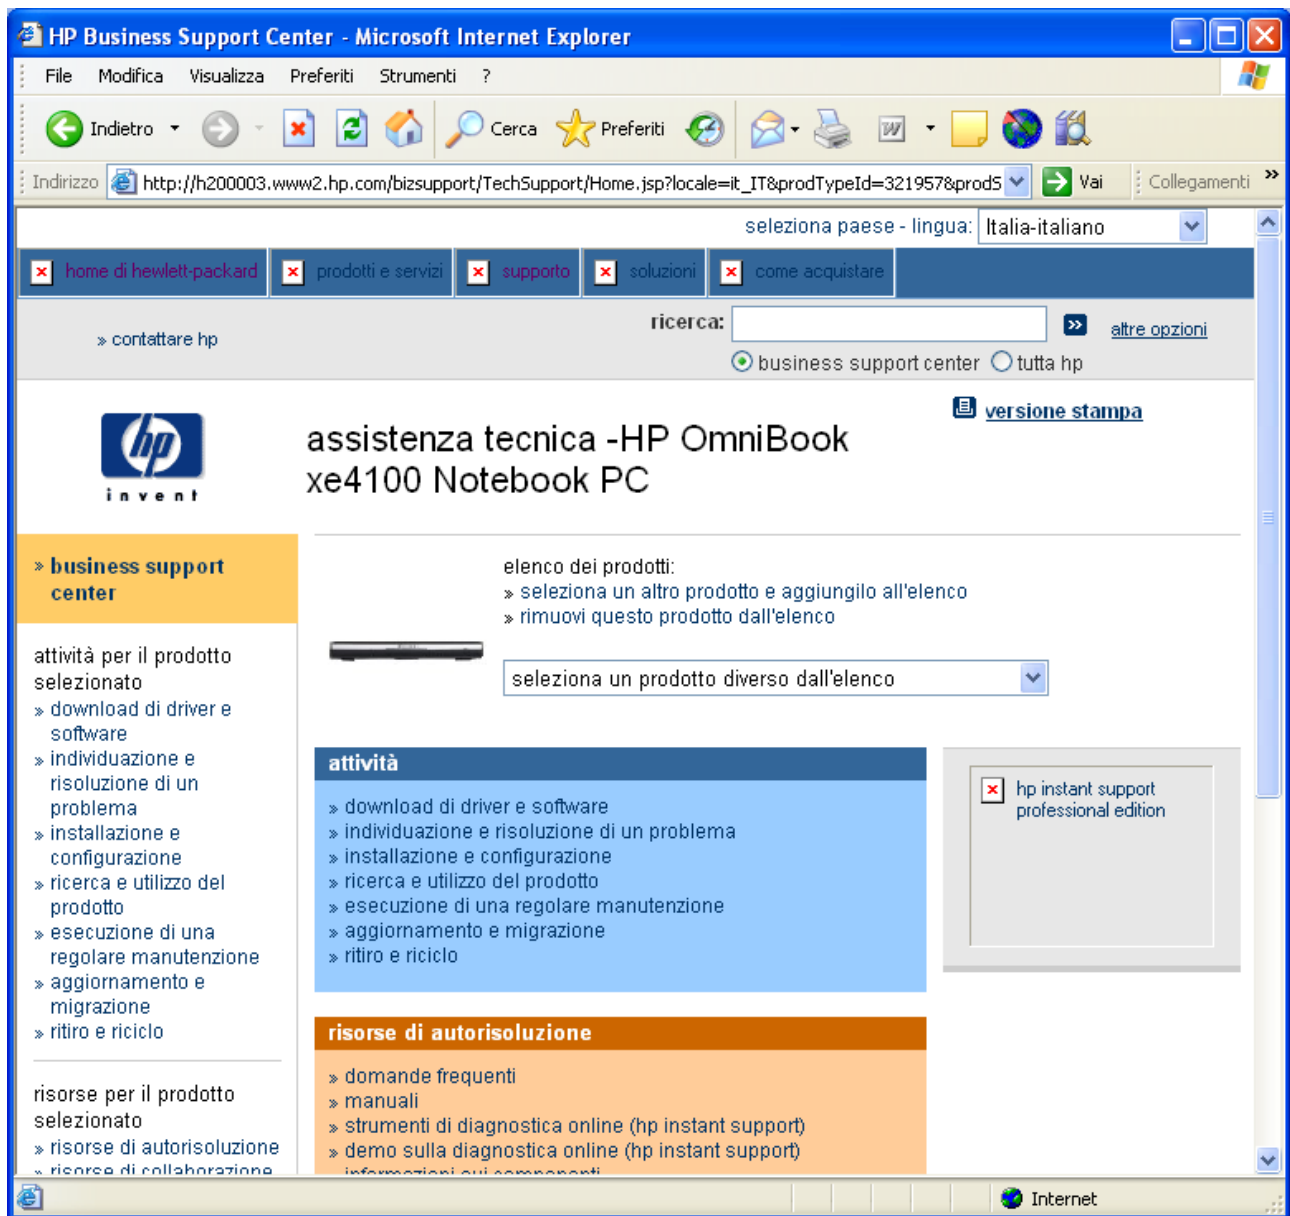 HP Business Support Center - Microsoft Internet Explorer
File Modifica Visualizza Preferiti Strumenti ?
Indietro Cerca Preferiti
Indirizzo http://h200003.www2.hp.com/bizsupport/TechSupport/Home.jsp?locale=it_IT&prodTypeId=321957&prodS Vai Collegamenti »
seleziona paese - lingua: Italia-italiano
home di hewlett-packard prodotti e servizi supporto soluzioni come acquistare
» contattare hp
ricerca: » altre opzioni
business support center tutta hp
versione stampa
hp
invent
assistenza tecnica -HP OmniBook
xe4100 Notebook PC
» business support
center
attività per il prodotto
selezionato
» download di driver e
software
» individuazione e
risoluzione di un
problema
» installazione e
configurazione
» ricerca e utilizzo del
prodotto
» esecuzione di una
regolare manutenzione
» aggiornamento e
migrazione
» ritiro e riciclo
risorse per il prodotto
selezionato
» risorse di autorisoluzione
» risorse di collaborazione
elenco dei prodotti:
» seleziona un altro prodotto e aggiungilo all'elenco
» rimuovi questo prodotto dall'elenco
seleziona un prodotto diverso dall'elenco
attività
» download di driver e software
» individuazione e risoluzione di un problema
» installazione e configurazione
» ricerca e utilizzo del prodotto
» esecuzione di una regolare manutenzione
» aggiornamento e migrazione
» ritiro e riciclo
hp instant support
professional edition
risorse di autorisoluzione
» domande frequenti
» manuali
» strumenti di diagnostica online (hp instant support)
» demo sulla diagnostica online (hp instant support)
informazioni sui componenti
Internet